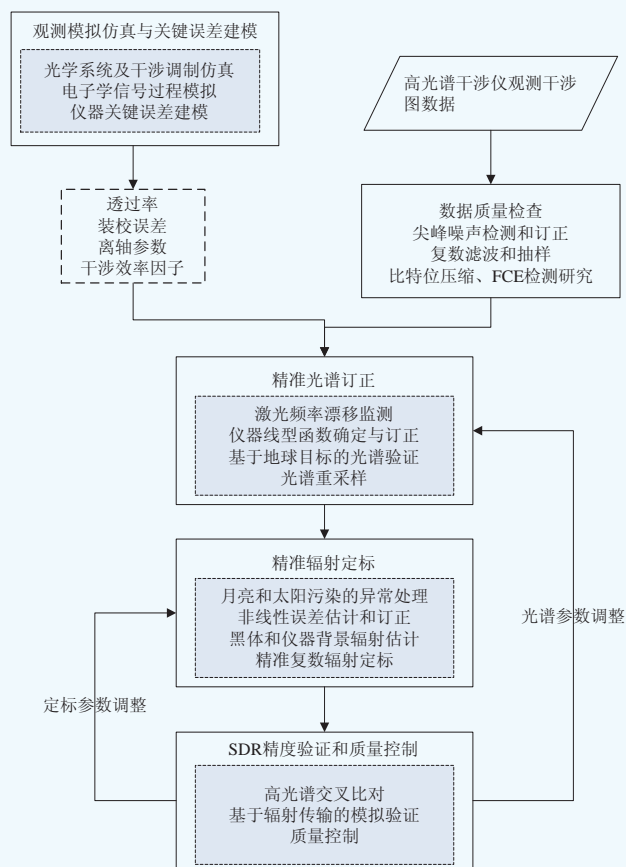 观测模拟仿真与关键误差建模
光学系统及干涉调制仿真
电子学信号过程模拟
仪器关键误差建模
高光谱干涉仪观测干涉
图数据
透过率
装校误差
离轴参数
干涉效率因子
数据质量检查
尖峰噪声检测和订正
复数滤波和抽样
比特位压缩、FCE检测研究
精准光谱订正
激光频率漂移监测
仪器线型函数确定与订正
基于地球目标的光谱验证
光谱重采样
精准辐射定标
月亮和太阳污染的异常处理
非线性误差估计和订正
黑体和仪器背景辐射估计
精准复数辐射定标
光谱参数调整
定标参数调整
SDR精度验证和质量控制
高光谱交叉比对
基于辐射传输的模拟验证
质量控制